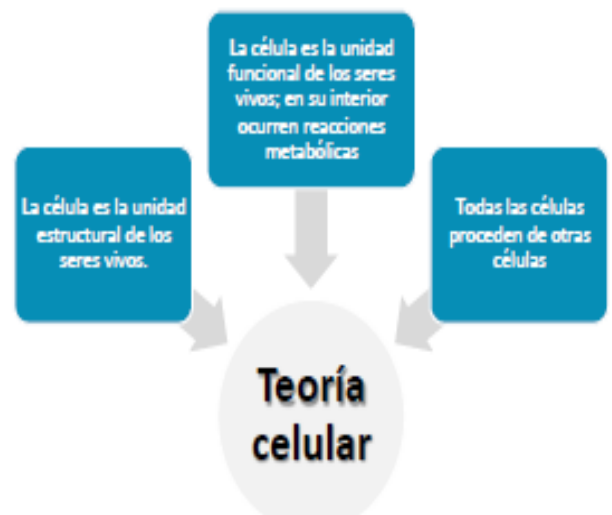 La célula es la unidad
funcional de los seres
vivos; en su interior
ocurren reacciones
metabólicas
La célula es la unidad
estructural de los
seres vivos.
Todas las células
proceden de otras
células
Teoría
celular